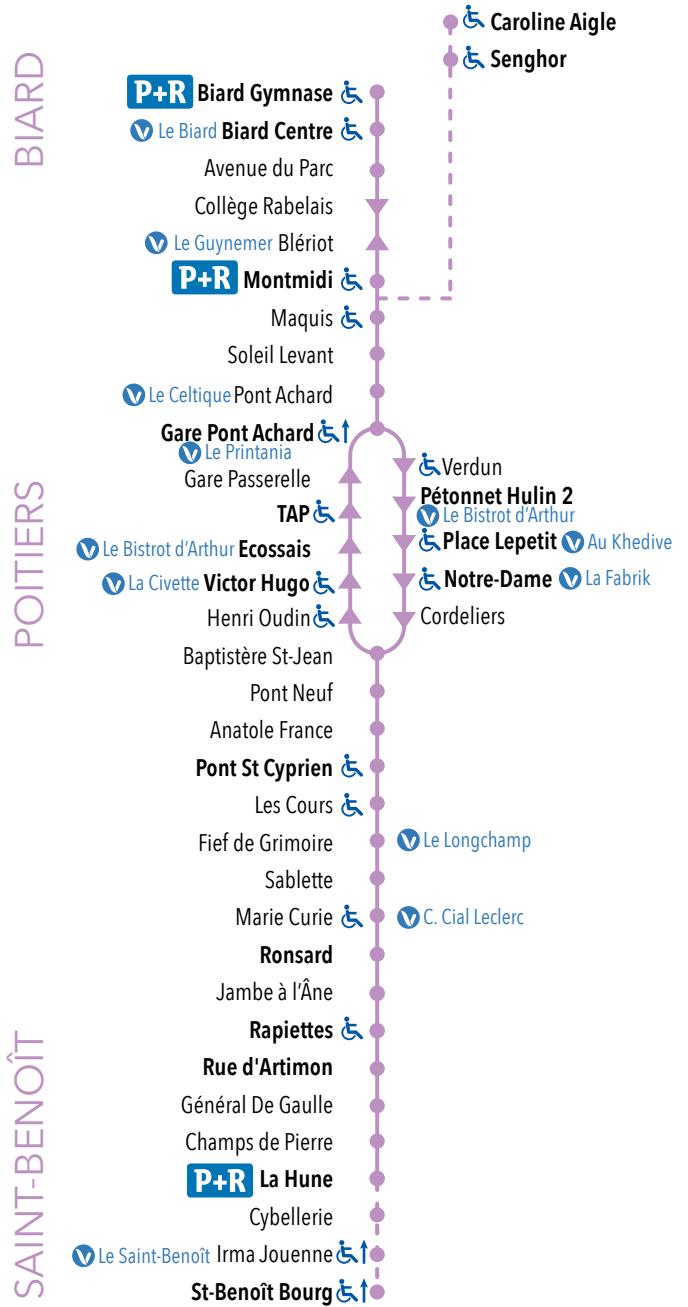 Caroline Aigle
Senghor
BIARD
P+R Biard Gymnase
Le Biard Biard Centre
Avenue du Parc
Collège Rabelais
Le Guynemer Blériot
P+R Montmidi
Maquis
Soleil Levant
Le Celtique Pont Achard
Gare Pont Achard
Le Printania
POITIERS
Gare Passerelle
TAP
Le Bistrot d'Arthur Ecossais
La Civette Victor Hugo
Henri Oudin
Verdun
Pétonnet Hulin 2
Le Bistrot d'Arthur
Place Lepetit Au Khedive
Notre-Dame La Fabrik
Cordeliers
Baptistère St-Jean
Pont Neuf
Anatole France
Pont St Cyprien
Les Cours
Fief de Grimoire Le Longchamp
Sablette
Marie Curie C. Cial Leclerc
Ronsard
Jambe à l'Âne
SAINT-BENOÎT
Rapiettes
Rue d'Artimon
Général De Gaulle
Champs de Pierre
P+R La Hune
Cybellerie
Le Saint-Benoît Irma Jouenne
St-Benoît Bourg